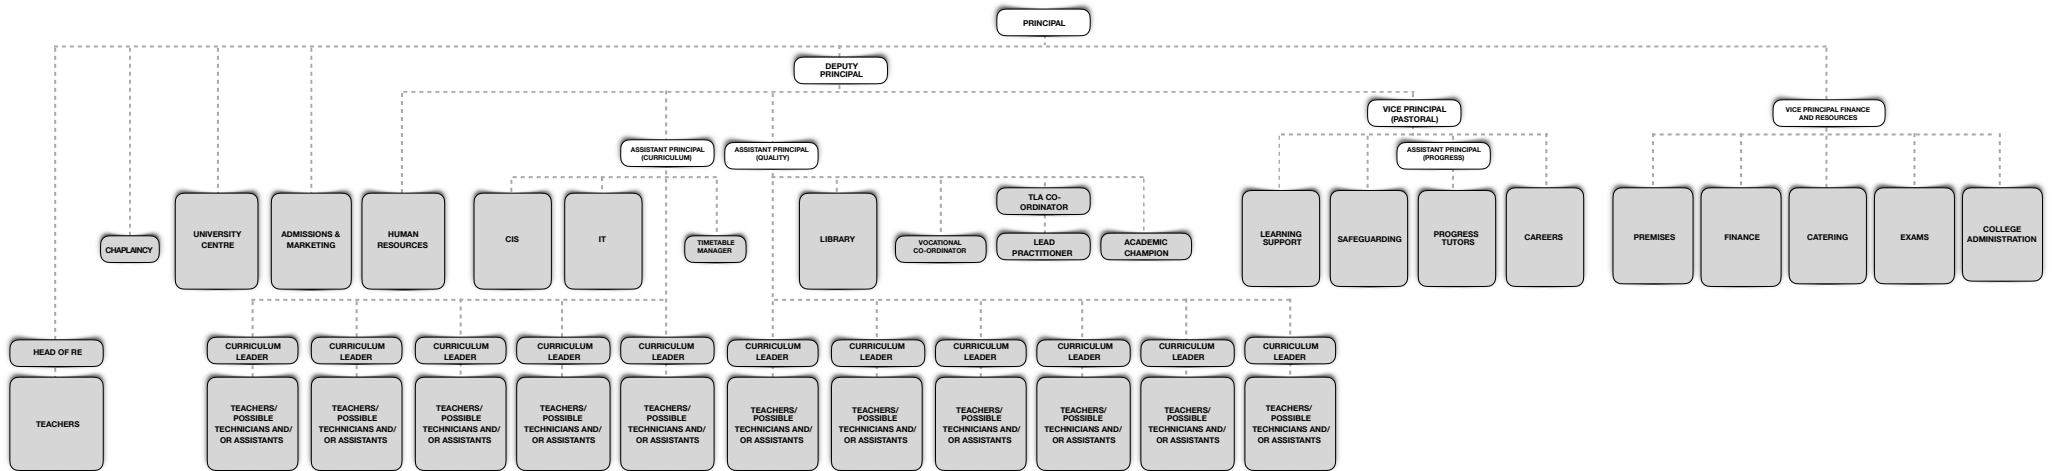 PRINCIPAL
DEPUTY
PRINCIPAL
VICE PRINCIPAL
(PASTORAL)
VICE PRINCIPAL FINANCE
AND RESOURCES
ASSISTANT PRINCIPAL
(CURRICULUM)
ASSISTANT PRINCIPAL
(QUALITY)
ASSISTANT PRINCIPAL
(PROGRESS)
CHAPLAINCY
UNIVERSITY
CENTRE
ADMISSIONS &
MARKETING
HUMAN
RESOURCES
CIS
IT
TIMETABLE
MANAGER
LIBRARY
VOCATIONAL
CO-ORDINATOR
TLA CO-
ORDINATOR
LEAD
PRACTITIONER
ACADEMIC
CHAMPION
LEARNING
SUPPORT
SAFEGUARDING
PROGRESS
TUTORS
CAREERS
PREMISES
FINANCE
CATERING
EXAMS
COLLEGE
ADMINISTRATION
HEAD OF RE
CURRICULUM
LEADER
CURRICULUM
LEADER
CURRICULUM
LEADER
CURRICULUM
LEADER
CURRICULUM
LEADER
CURRICULUM
LEADER
CURRICULUM
LEADER
CURRICULUM
LEADER
CURRICULUM
LEADER
CURRICULUM
LEADER
CURRICULUM
LEADER
TEACHERS
TEACHERS/
POSSIBLE
TECHNICIANS AND/
OR ASSISTANTS
TEACHERS/
POSSIBLE
TECHNICIANS AND/
OR ASSISTANTS
TEACHERS/
POSSIBLE
TECHNICIANS AND/
OR ASSISTANTS
TEACHERS/
POSSIBLE
TECHNICIANS AND/
OR ASSISTANTS
TEACHERS/
POSSIBLE
TECHNICIANS AND/
OR ASSISTANTS
TEACHERS/
POSSIBLE
TECHNICIANS AND/
OR ASSISTANTS
TEACHERS/
POSSIBLE
TECHNICIANS AND/
OR ASSISTANTS
TEACHERS/
POSSIBLE
TECHNICIANS AND/
OR ASSISTANTS
TEACHERS/
POSSIBLE
TECHNICIANS AND/
OR ASSISTANTS
TEACHERS/
POSSIBLE
TECHNICIANS AND/
OR ASSISTANTS
TEACHERS/
POSSIBLE
TECHNICIANS AND/
OR ASSISTANTS